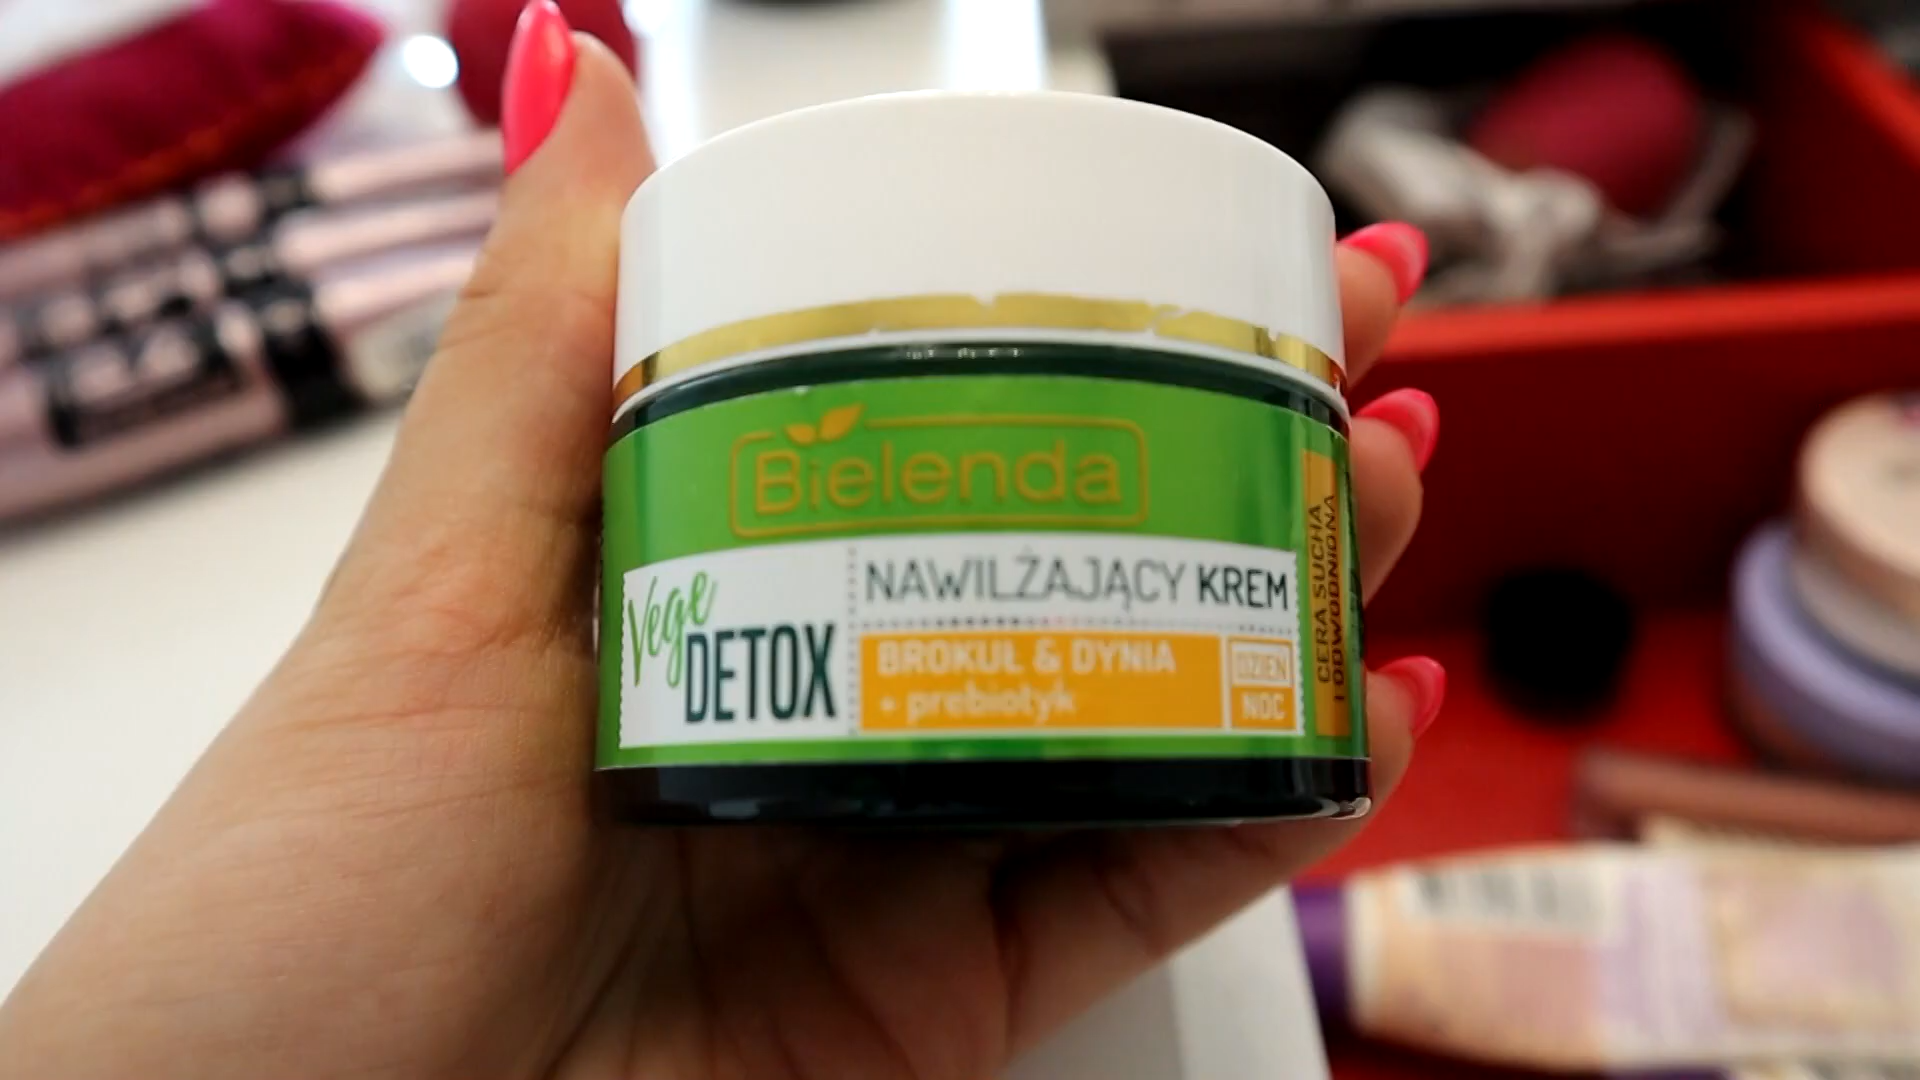 Bielenda
Vege
DETOX
NAWILŻAJĄCY KREM
BROKUŁ & DYNIA
+ prebiotyk
DZIEŃ
NOC
CERA SUCHA
I ODWODNIONA